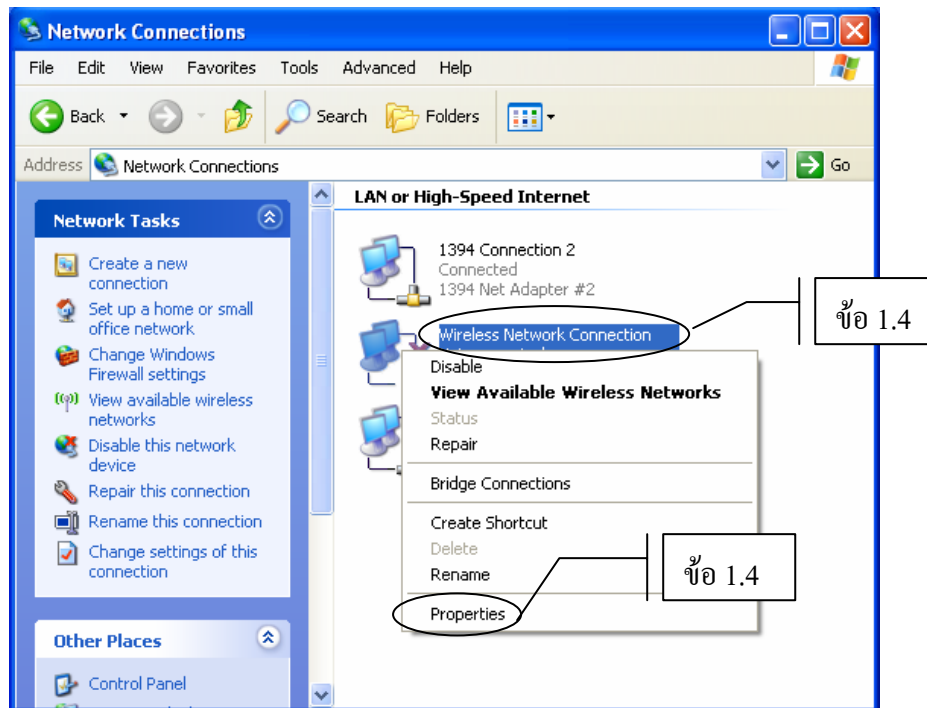 Network Connections
File Edit View Favorites Tools Advanced Help
Back Search Folders
Address Network Connections Go
Network Tasks
Create a new
connection
Set up a home or small
office network
Change Windows
Firewall settings
View available wireless
networks
Disable this network
device
Repair this connection
Rename this connection
Change settings of this
connection
Other Places
Control Panel
LAN or High-Speed Internet
1394 Connection 2
Connected
1394 Net Adapter #2
Wireless Network Connection
Disable
View Available Wireless Networks
Status
Repair
Bridge Connections
Create Shortcut
Delete
Rename
Properties
ข้อ 1.4
ข้อ 1.4